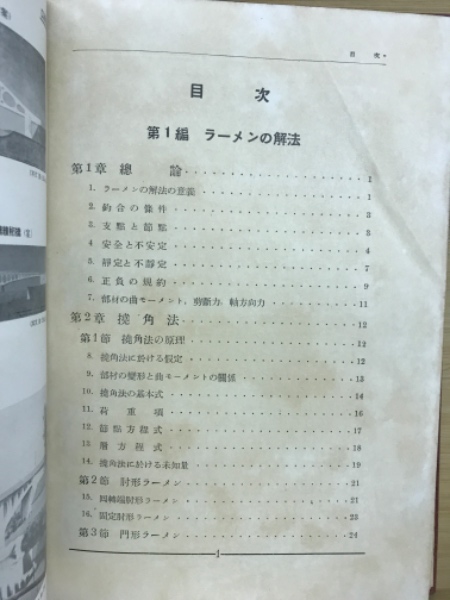 目次
目次
第1編 ラーメンの解法
第1章 總論 1
1. ラーメンの解法の意義 1
2. 釣合の條件 3
3. 支點と節點 3
4. 安全と不安定 4
5. 靜定と不靜定 7
6. 正負の規約 9
7. 部材の曲モーメント,剪斷力,軸方向力 11
第2章 撓角法 12
第1節 撓角法の原理 12
8. 撓角法に於ける假定 12
9. 部材の變形と曲モーメントの關係 13
10. 撓角法の基本式 14
11. 荷重項 16
12. 節點方程式 17
13. 層方程式 18
14. 撓角法に於ける未知量 19
第2節 肘形ラーメン 21
15. 囘轉端肘形ラーメン 21
16. 固定肘形ラーメン 23
第3節 門形ラーメン 24
1